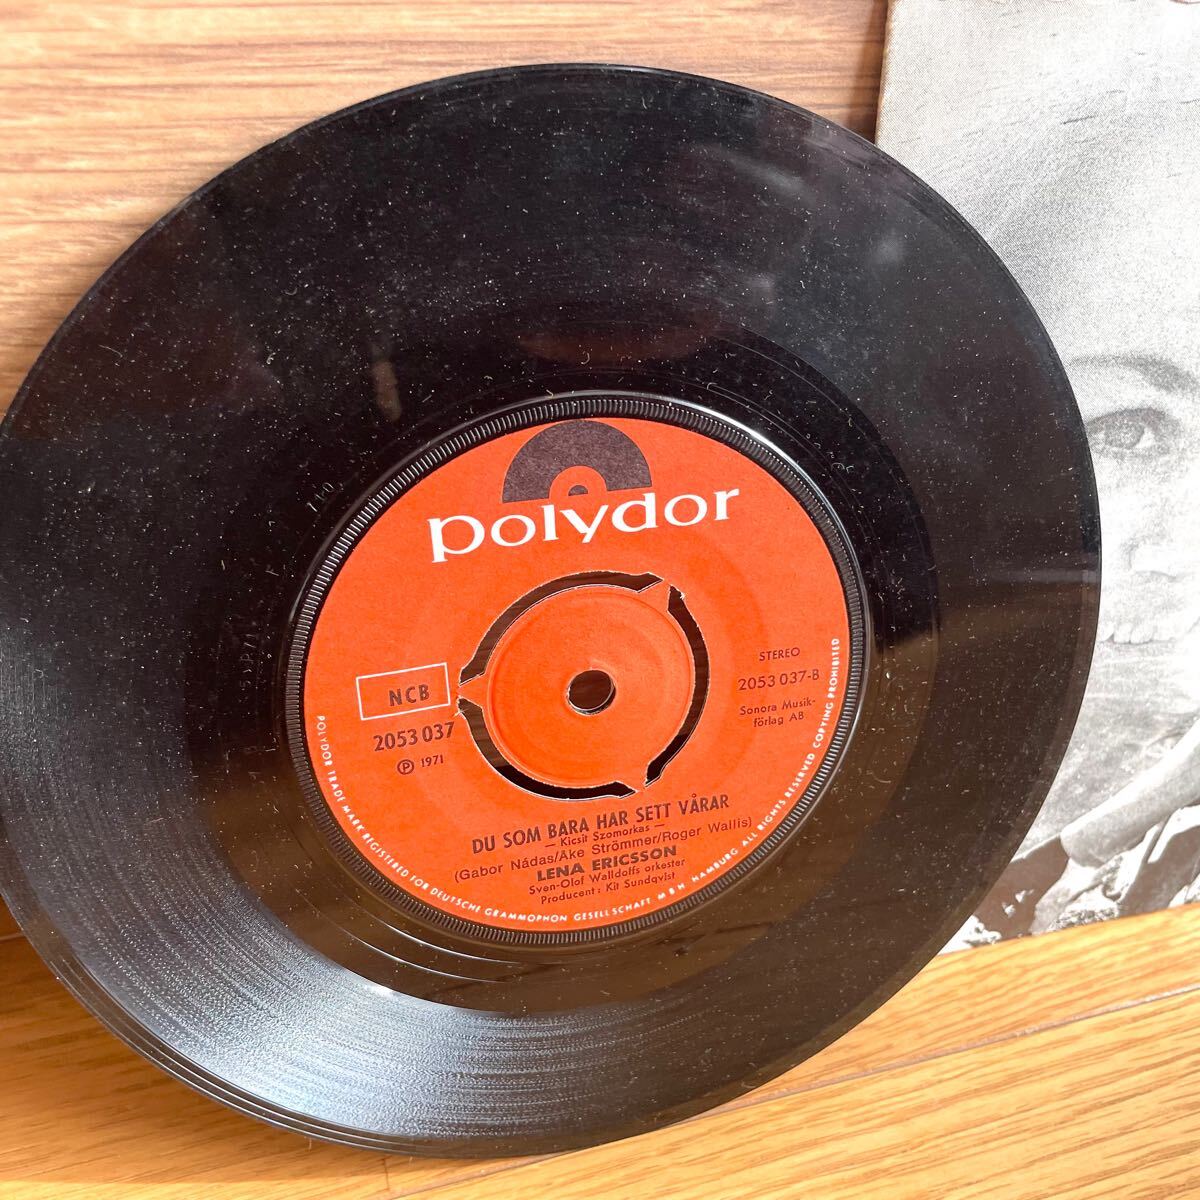 polydor
NCB
2053 037
℗ 1971
STEREO
2053 037-B
Sonora Musik-
förlag AB
DU SOM BARA HAR SETT VÅRAR
— Kicsit Szomorkas —
(Gabor Nádas/Åke Strömmer/Roger Wallis)
LENA ERICSSON
Sven-Olof Walldoffs orkester
Producent: Kit Sundqvist
POLYDOR TRADE MARK REGISTERED FOR DEUTSCHE GRAMMOPHON GESELLSCHAFT M B H HAMBURG ALL RIGHTS RESERVED COPYING PROHIBITED